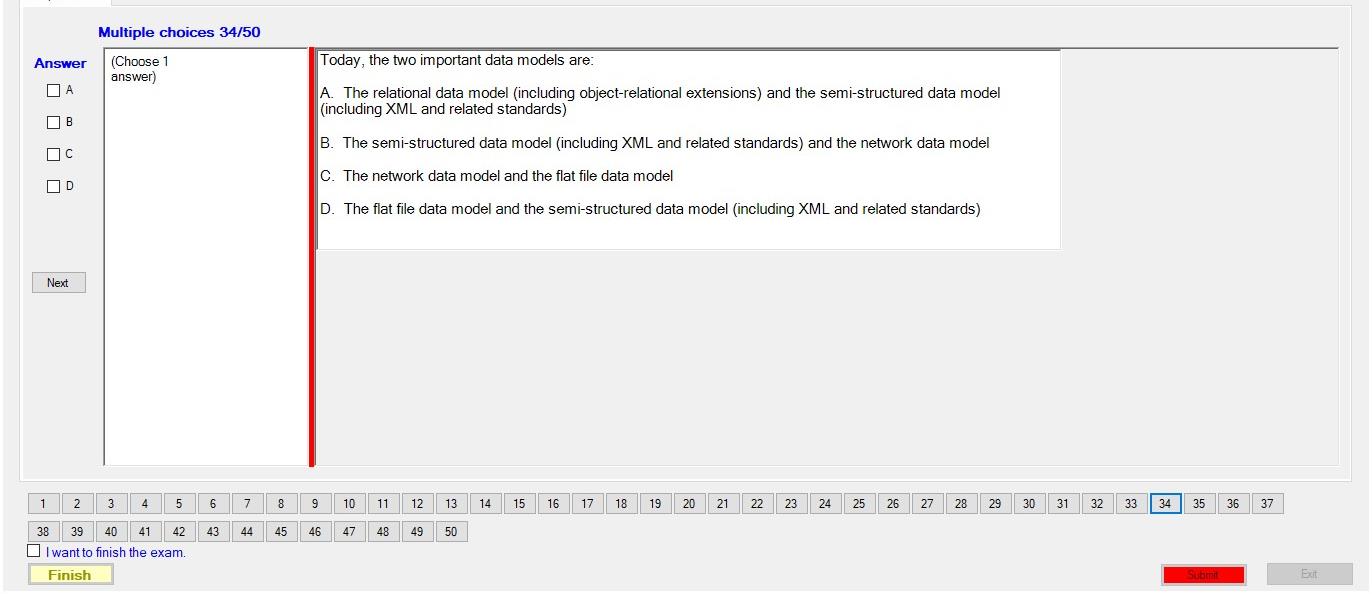 Multiple choices 34/50
Answer
(Choose 1
answer)
A
B
C
D
Next
Today, the two important data models are:
A. The relational data model (including object-relational extensions) and the semi-structured data model
(including XML and related standards)
B. The semi-structured data model (including XML and related standards) and the network data model
C. The network data model and the flat file data model
D. The flat file data model and the semi-structured data model (including XML and related standards)
1 2 3 4 5 6 7 8 9 10 11 12 13 14 15 16 17 18 19 20 21 22 23 24 25 26 27 28 29 30 31 32 33 34 35 36 37
38 39 40 41 42 43 44 45 46 47 48 49 50
I want to finish the exam.
Finish
Submit
Exit